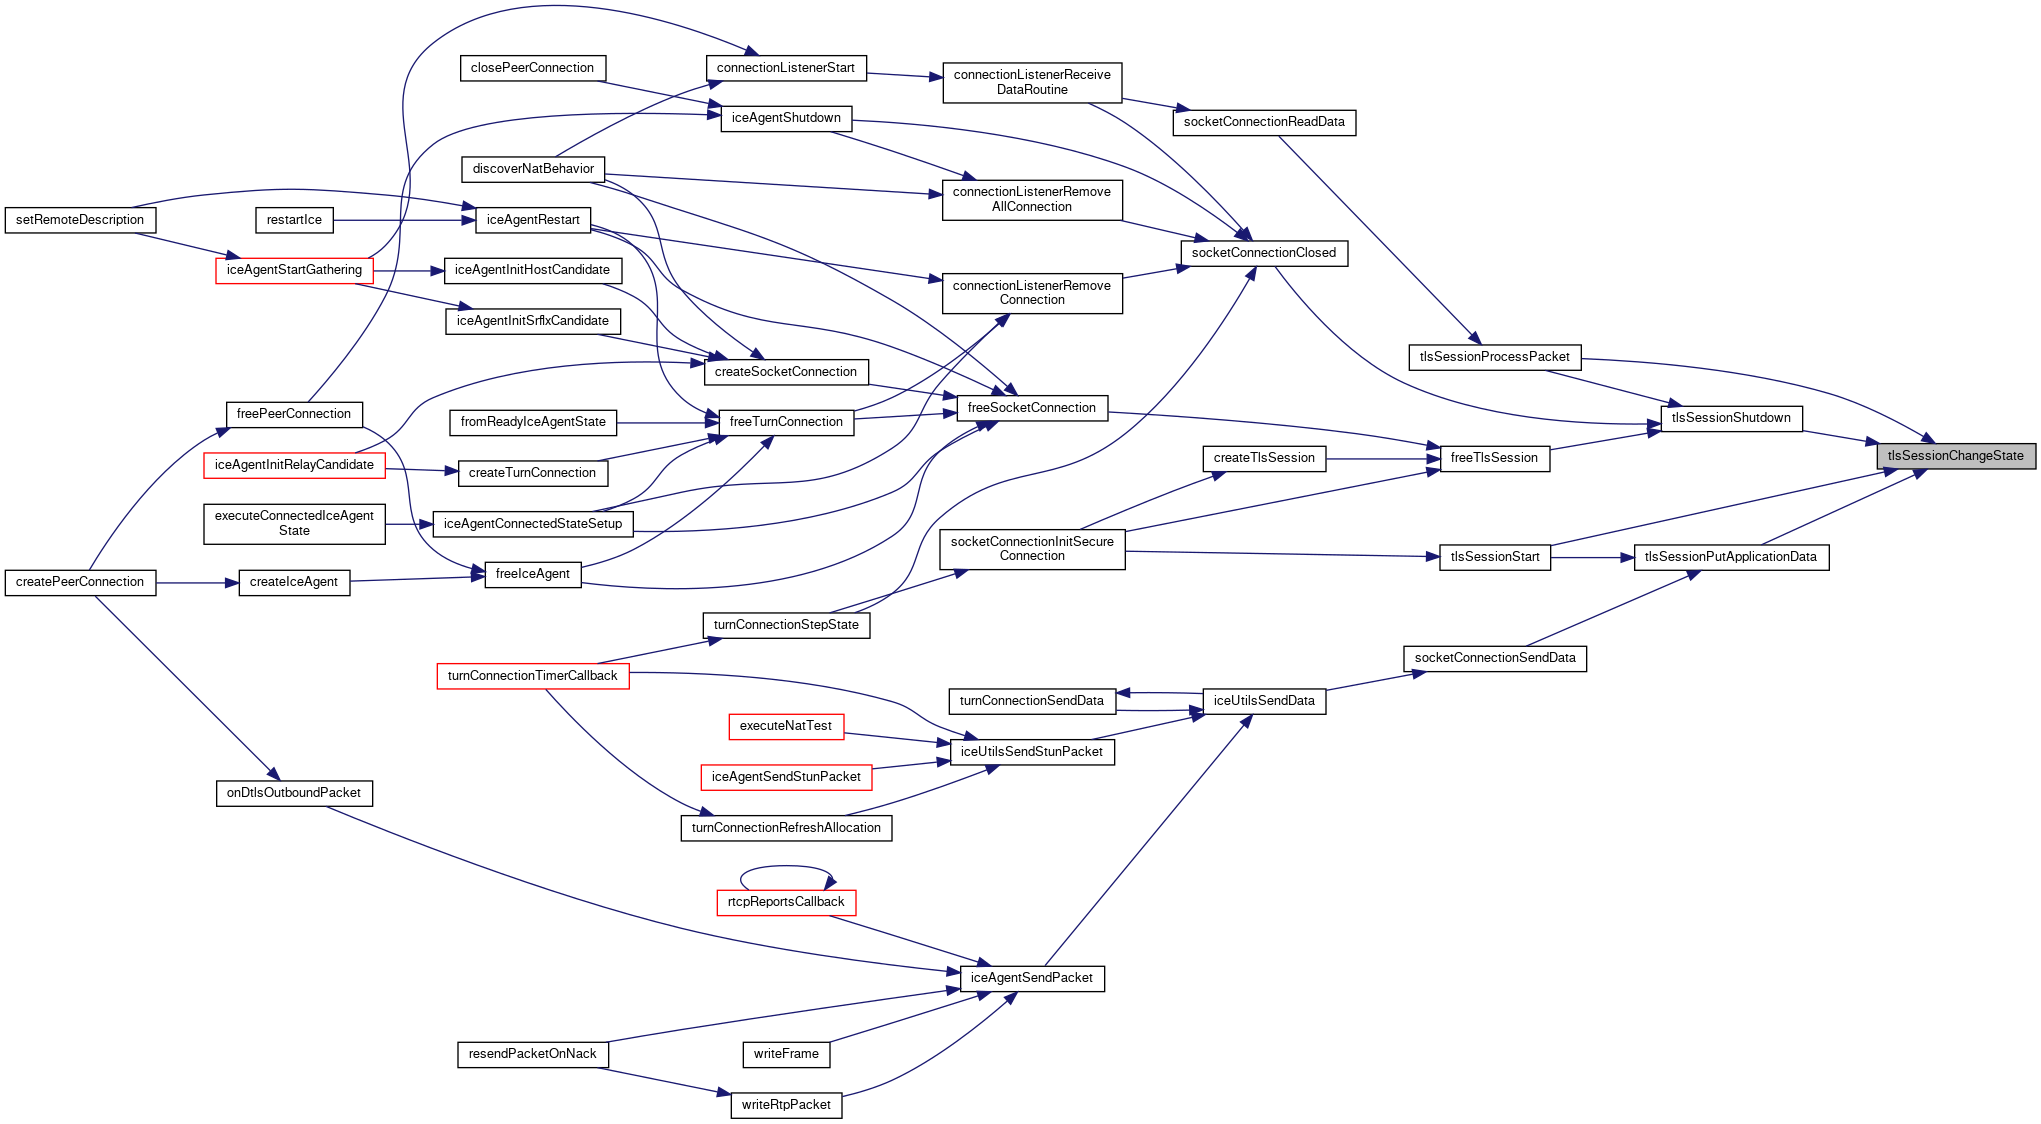 closePeerConnection
connectionListenerStart
connectionListenerReceive
DataRoutine
iceAgentShutdown
socketConnectionReadData
discoverNatBehavior
connectionListenerRemove
AllConnection
setRemoteDescription
restartIce
iceAgentRestart
socketConnectionClosed
iceAgentStartGathering
iceAgentInitHostCandidate
connectionListenerRemove
Connection
iceAgentInitSrflxCandidate
tlsSessionProcessPacket
createSocketConnection
freePeerConnection
fromReadyIceAgentState
freeTurnConnection
freeSocketConnection
tlsSessionShutdown
iceAgentInitRelayCandidate
createTurnConnection
createTlsSession
freeTlsSession
tlsSessionChangeState
executeConnectedIceAgent
State
iceAgentConnectedStateSetup
socketConnectionInitSecure
Connection
tlsSessionStart
tlsSessionPutApplicationData
createPeerConnection
createIceAgent
freeIceAgent
turnConnectionStepState
turnConnectionTimerCallback
socketConnectionSendData
turnConnectionSendData
iceUtilsSendData
executeNatTest
iceUtilsSendStunPacket
iceAgentSendStunPacket
onDtlsOutboundPacket
turnConnectionRefreshAllocation
rtcpReportsCallback
iceAgentSendPacket
resendPacketOnNack
writeFrame
writeRtpPacket